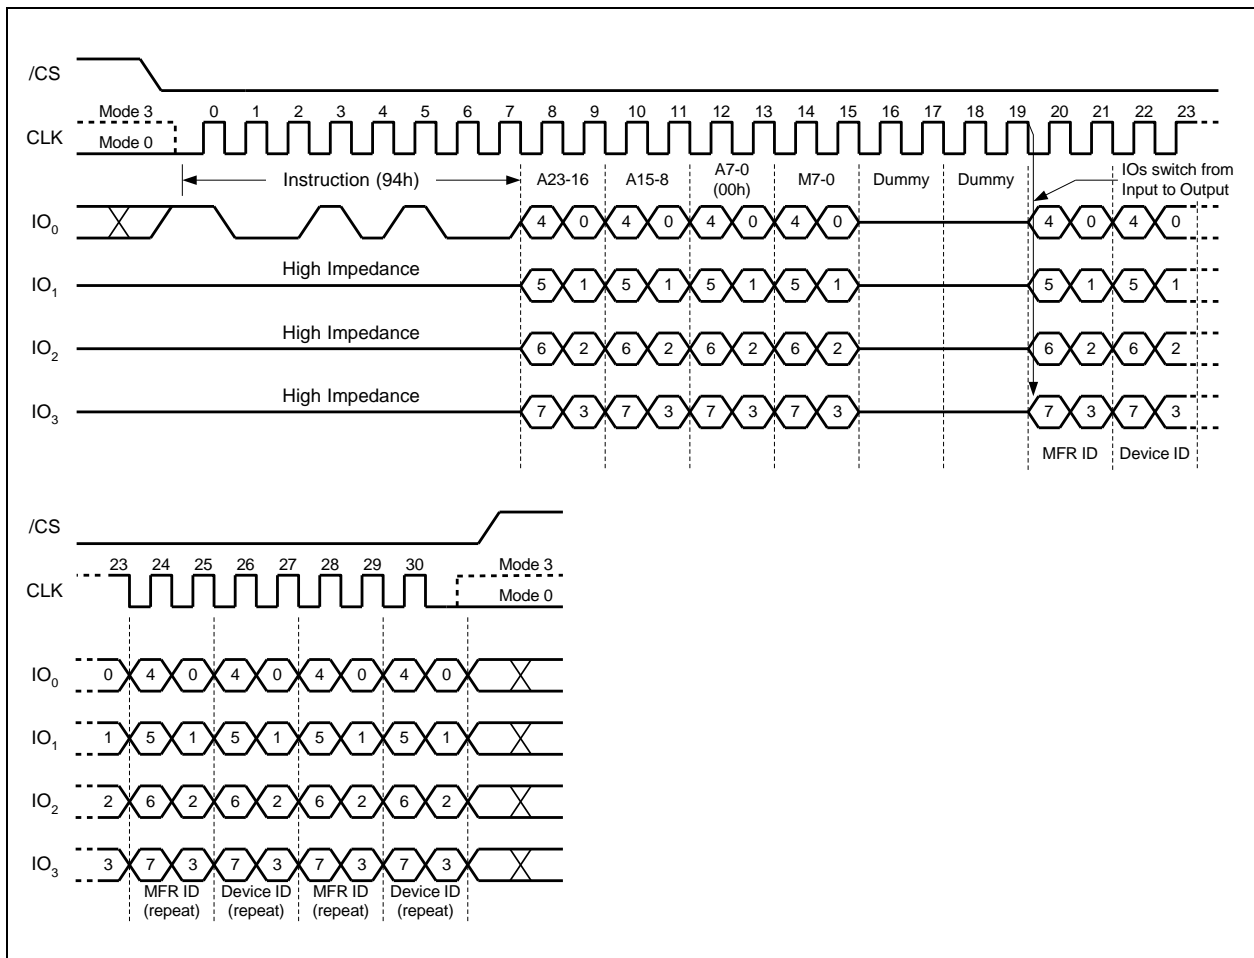 /CS
Mode 3 0 1 2 3 4 5 6 7 8 9 10 11 12 13 14 15 16 17 18 19 20 21 22 23
CLK Mode 0
Instruction (94h) A23-16 A15-8 A7-0 (00h) M7-0 Dummy Dummy IOs switch from Input to Output
IO0 4 0 4 0 4 0 4 0 4 0 4 0
High Impedance
IO1 5 1 5 1 5 1 5 1 5 1 5 1
High Impedance
IO2 6 2 6 2 6 2 6 2 6 2 6 2
High Impedance
IO3 7 3 7 3 7 3 7 3 7 3 7 3
MFR ID Device ID
/CS
23 24 25 26 27 28 29 30 Mode 3
CLK Mode 0
IO0 0 4 0 4 0 4 0 4 0
IO1 1 5 1 5 1 5 1 5 1
IO2 2 6 2 6 2 6 2 6 2
IO3 3 7 3 7 3 7 3 7 3
MFR ID Device ID MFR ID Device ID
(repeat) (repeat) (repeat) (repeat)